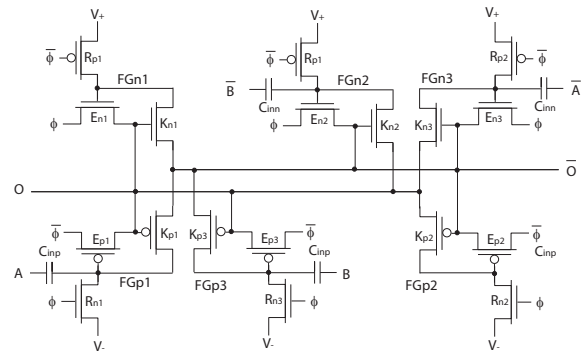 V+ V+ V+
ϕ̅ Rp1 ϕ̅ Rp1 Rp2 ϕ̅
FGn1 B̅ FGn2 FGn3 A̅
Cinn Cinn
ϕ En1 Kn1 ϕ En2 Kn2 Kn3 En3 ϕ
O̅
O
ϕ̅ Ep1 Kp1 Kp3 Ep3 ϕ̅ Kp2 Ep2 ϕ̅
Cinp Cinp Cinp
A B
FGp1 FGp3 FGp2
ϕ Rn1 Rn3 ϕ Rn2 ϕ
V- V- V-